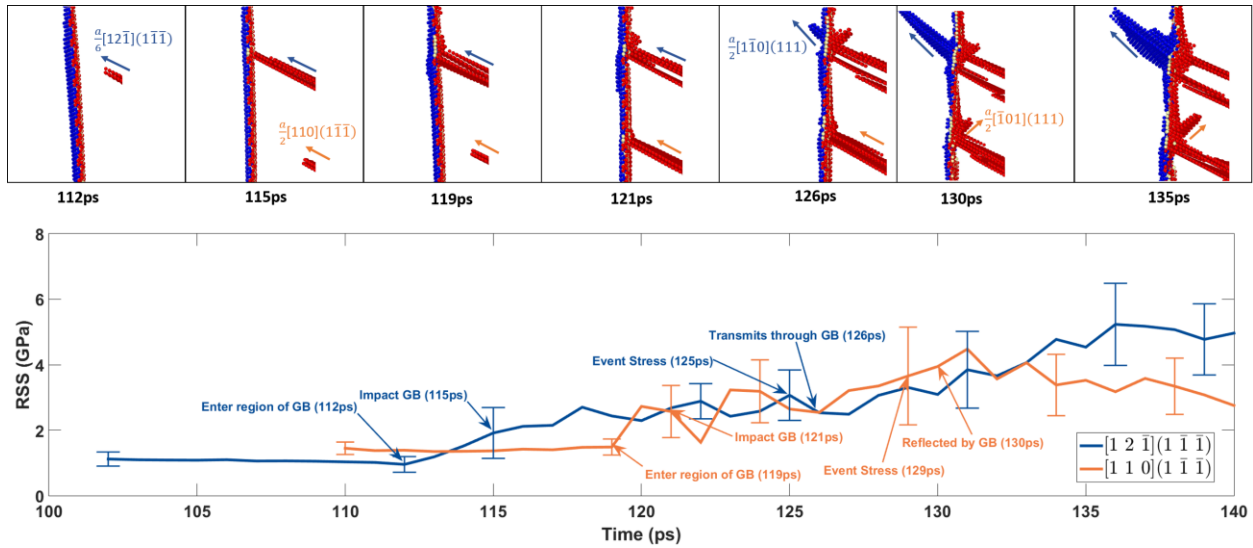 a/6[121̄](11̄1̄)
a/2[110](11̄1̄)
a/2[11̄0](111)
a/2[1̄01](111)
112ps
115ps
119ps
121ps
126ps
130ps
135ps
8
6
4
2
0
RSS (GPa)
Enter region of GB (112ps)
Impact GB (115ps)
Event Stress (125ps)
Transmits through GB (126ps)
Impact GB (121ps)
Enter region of GB (119ps)
Event Stress (129ps)
Reflected by GB (130ps)
[1 2 1̄](1 1̄ 1̄)
[1 1 0](1 1̄ 1̄)
100
105
110
115
120
125
130
135
140
Time (ps)